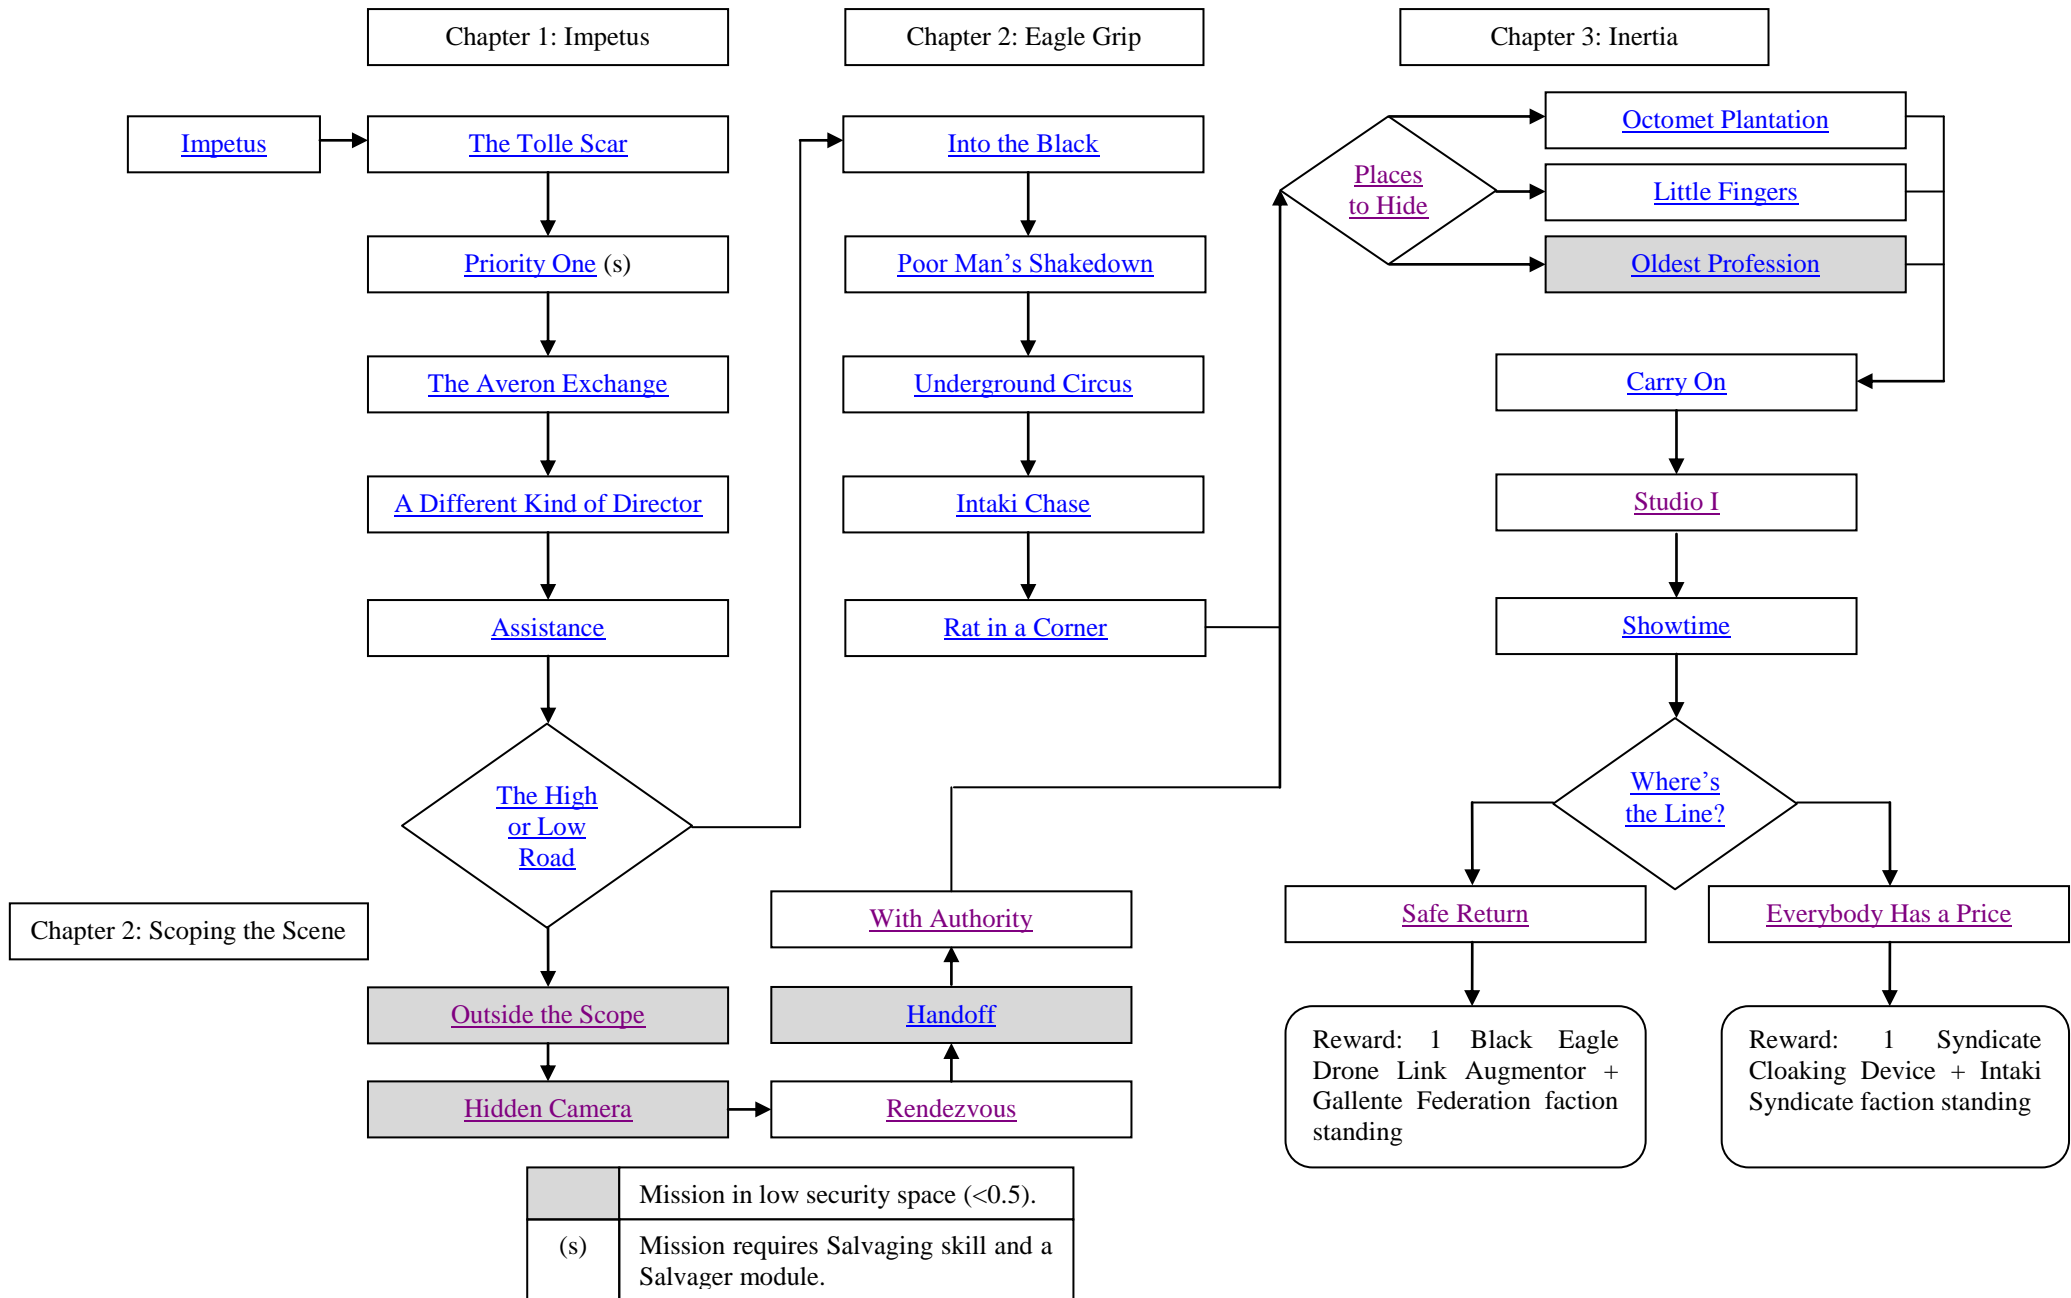 Chapter 1: Impetus
Chapter 2: Eagle Grip
Chapter 3: Inertia
Impetus
The Tolle Scar
Priority One (s)
The Averon Exchange
A Different Kind of Director
Assistance
The High
or Low
Road
Into the Black
Poor Man's Shakedown
Underground Circus
Intaki Chase
Rat in a Corner
Chapter 2: Scoping the Scene
Outside the Scope
Hidden Camera
Rendezvous
Handoff
With Authority
Places
to Hide
Octomet Plantation
Little Fingers
Oldest Profession
Carry On
Studio I
Showtime
Where's
the Line?
Safe Return
Everybody Has a Price
Reward: 1 Black Eagle
Drone Link Augmentor +
Gallente Federation faction
standing
Reward: 1 Syndicate
Cloaking Device + Intaki
Syndicate faction standing
Mission in low security space (<0.5).
(s)
Mission requires Salvaging skill and a
Salvager module.